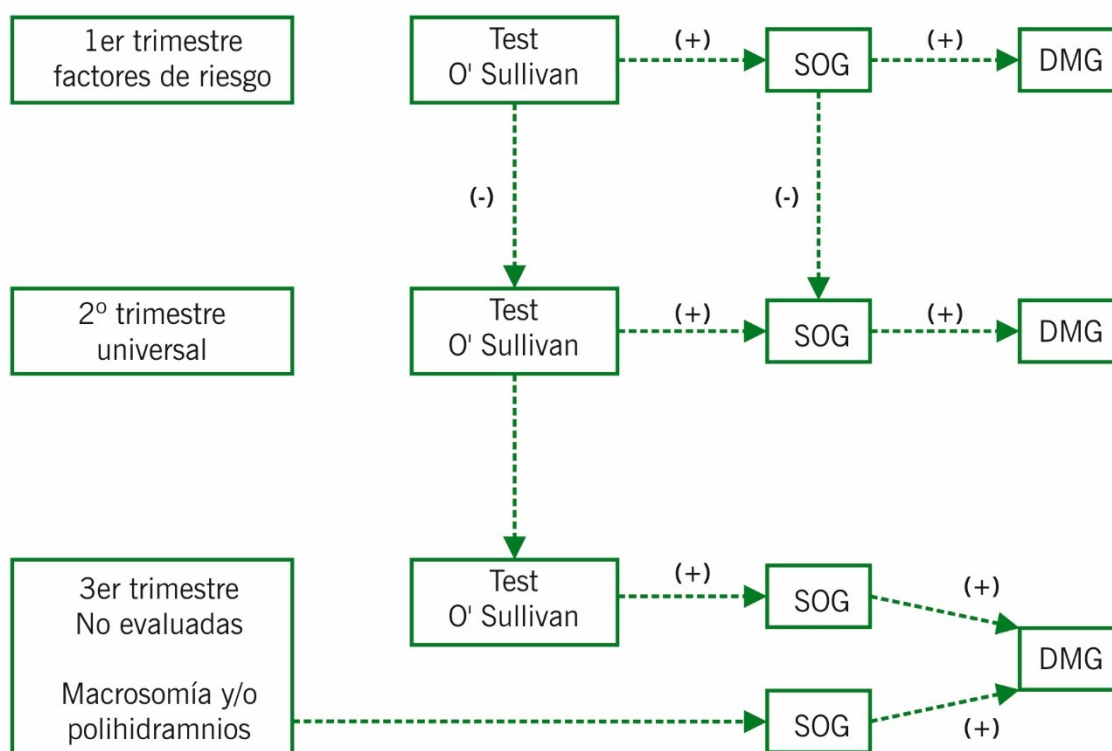 1er trimestre
factores de riesgo
Test
O' Sullivan
(+)
SOG
(+)
DMG
(-)
(-)
2º trimestre
universal
Test
O' Sullivan
(+)
SOG
(+)
DMG
3er trimestre
No evaluadas
Macrosomía y/o
polihidramnios
Test
O' Sullivan
(+)
SOG
(+)
DMG
SOG
(+)